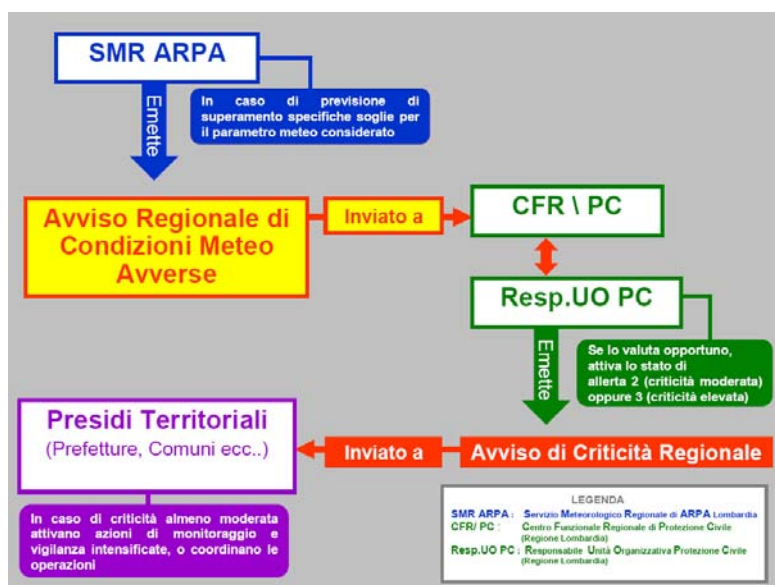 SMR ARPA
Emette
In caso di previsione di
superamento specifiche soglie per
il parametro meteo considerato
Avviso Regionale di
Condizioni Meteo
Avverse
Inviato a
CFR \ PC
Resp.UO PC
Emette
Se lo valuta opportuno,
attiva lo stato di
allerta 2 (criticità moderata)
oppure 3 (criticità elevata)
Avviso di Criticità Regionale
Inviato a
Presidi Territoriali
(Prefetture, Comuni ecc..)
In caso di criticità almeno moderata
attivano azioni di monitoraggio e
vigilanza intensificate, o coordinano le
operazioni
LEGENDA
SMR ARPA : Servizio Meteorologico Regionale di ARPA Lombardia
CFR/ PC : Centro Funzionale Regionale di Protezione Civile
(Regione Lombardia)
Resp.UO PC : Responsabile Unità Organizzativa Protezione Civile
(Regione Lombardia)